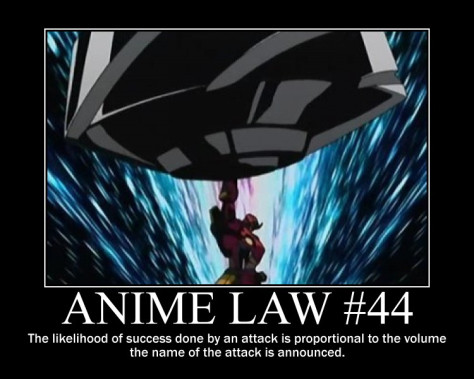 ANIME LAW #44
The likelihood of success done by an attack is proportional to the volume
the name of the attack is announced.